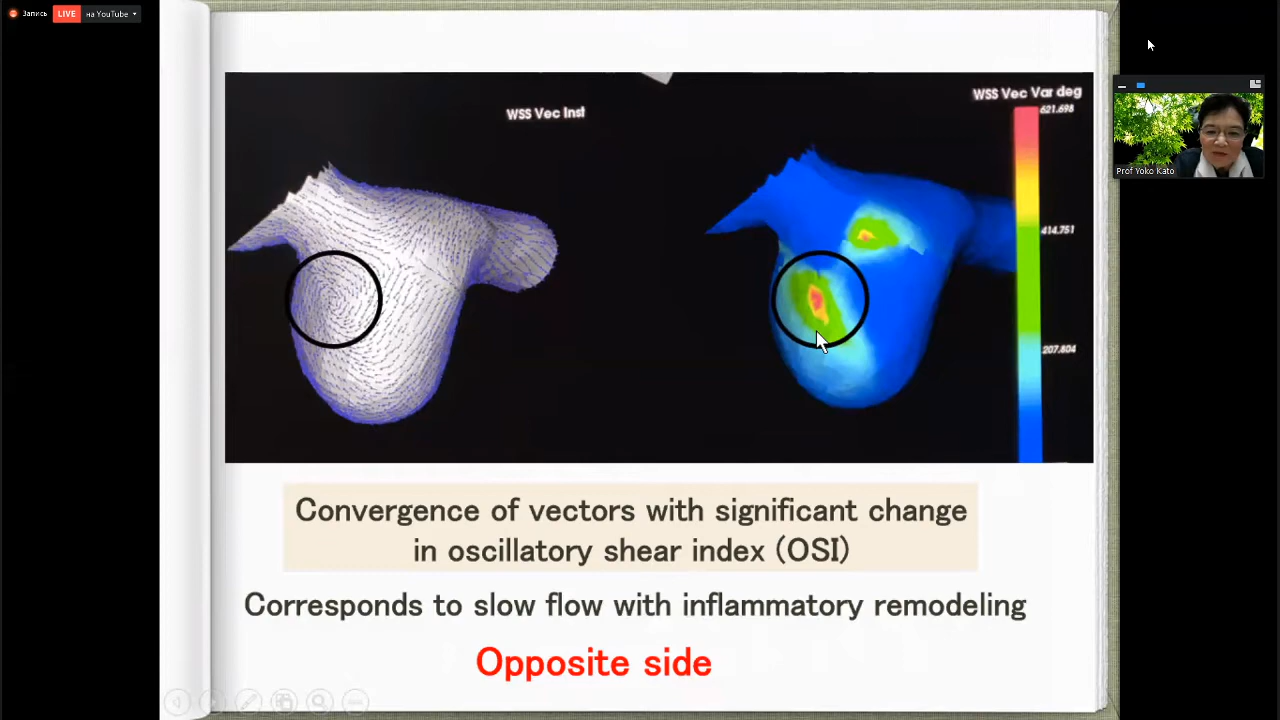 Запись
LIVE
на YouTube
WSS Vec Inst
WSS Vec Var deg
621.698
414.751
207.804
Prof Yoko Kato
Convergence of vectors with significant change
in oscillatory shear index (OSI)
Corresponds to slow flow with inflammatory remodeling
Opposite side